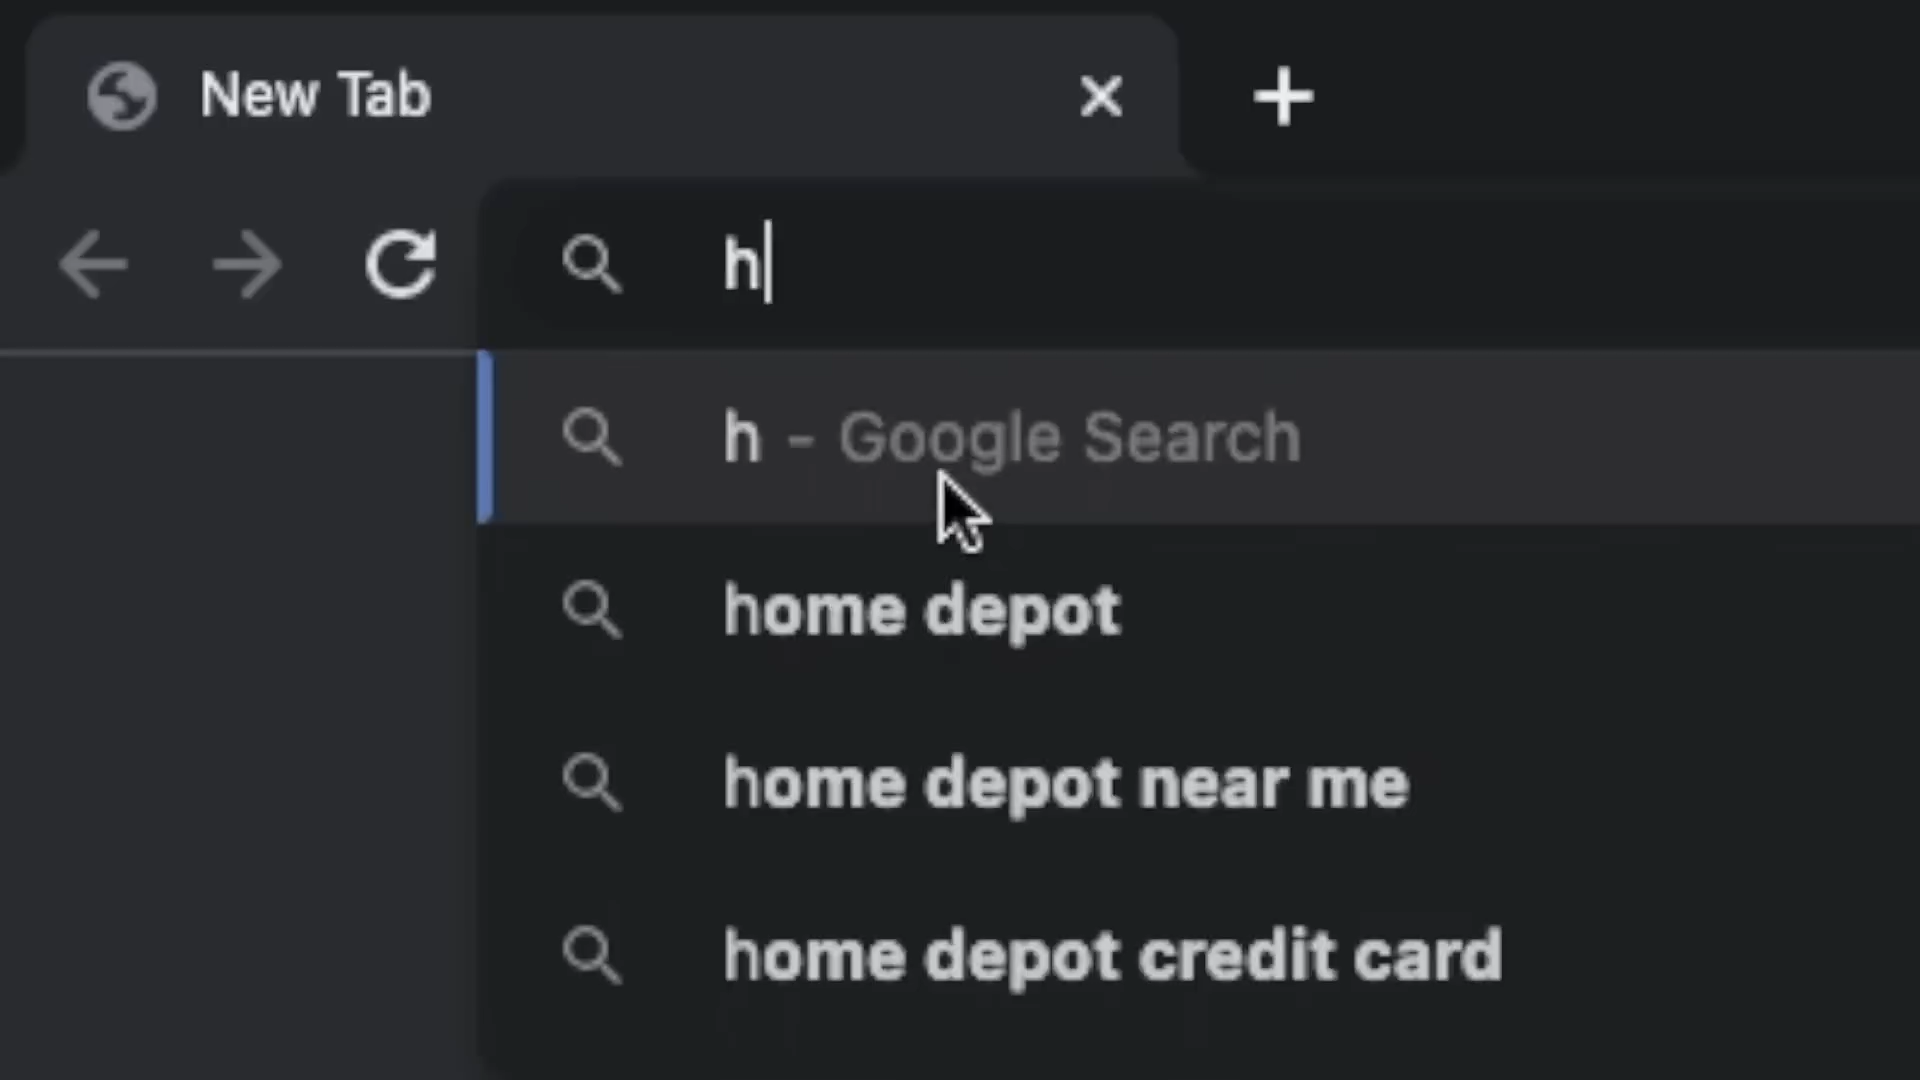 New Tab
h
h - Google Search
home depot
home depot near me
home depot credit card